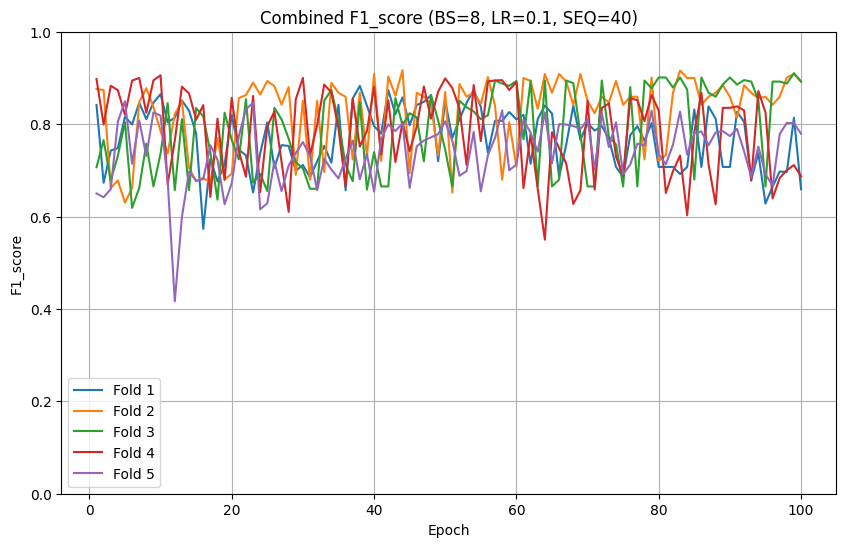 Combined F1_score (BS=8, LR=0.1, SEQ=40)
1.0
0.8
0.6
0.4
0.2
0.0
F1_score
Fold 1
Fold 2
Fold 3
Fold 4
Fold 5
0 20 40 60 80 100
Epoch